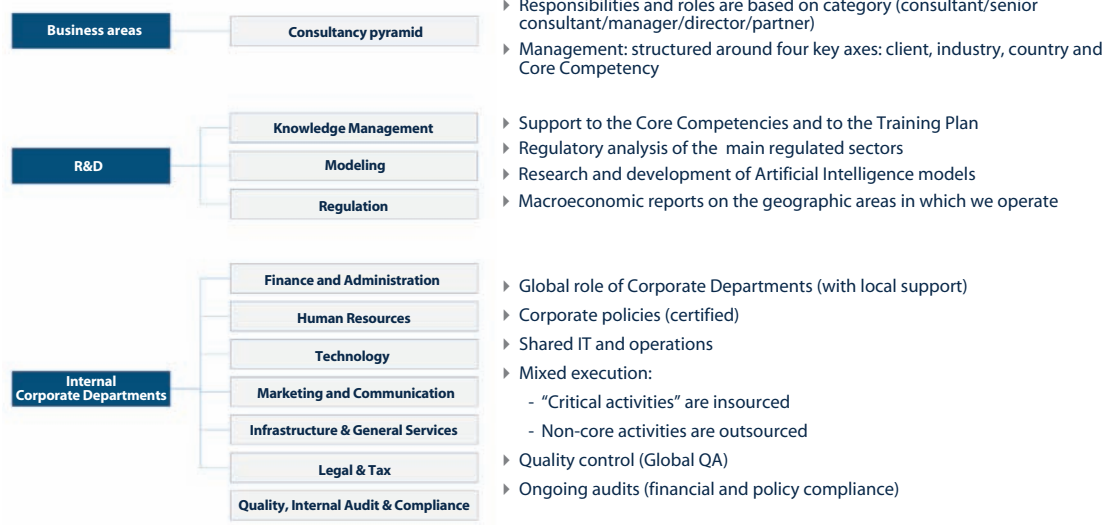 Business areas
Consultancy pyramid
Responsibilities and roles are based on category (consultant/senior
consultant/manager/director/partner)
Management: structured around four key axes: client, industry, country and
Core Competency
R&D
Knowledge Management
Modeling
Regulation
Support to the Core Competencies and to the Training Plan
Regulatory analysis of the main regulated sectors
Research and development of Artificial Intelligence models
Macroeconomic reports on the geographic areas in which we operate
Internal
Corporate Departments
Finance and Administration
Human Resources
Technology
Marketing and Communication
Infrastructure & General Services
Legal & Tax
Quality, Internal Audit & Compliance
Global role of Corporate Departments (with local support)
Corporate policies (certified)
Shared IT and operations
Mixed execution:
- “Critical activities” are insourced
- Non-core activities are outsourced
Quality control (Global QA)
Ongoing audits (financial and policy compliance)